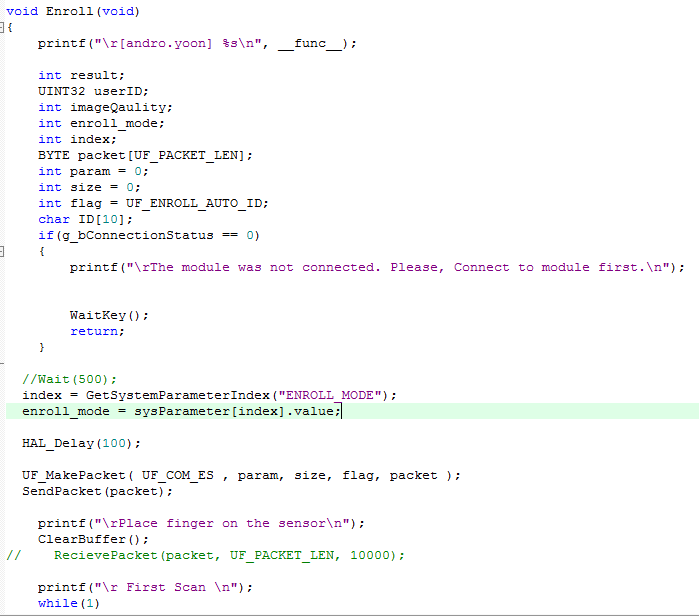 void Enroll(void)
{
    printf("\r[andro.yoon] %s\n", __func__);
    int result;
    UINT32 userID;
    int imageQaulity;
    int enroll_mode;
    int index;
    BYTE packet[UF_PACKET_LEN];
    int param = 0;
    int size = 0;
    int flag = UF_ENROLL_AUTO_ID;
    char ID[10];
    if(g_bConnectionStatus == 0)
    {
        printf("\rThe module was not connected. Please, Connect to module first.\n");
        WaitKey();
        return;
    }
  //Wait(500);
  index = GetSystemParameterIndex("ENROLL_MODE");
  enroll_mode = sysParameter[index].value;
  HAL_Delay(100);
  UF_MakePacket( UF_COM_ES , param, size, flag, packet );
  SendPacket(packet);
    printf("\rPlace finger on the sensor\n");
    ClearBuffer();
//    RecievePacket(packet, UF_PACKET_LEN, 10000);
    printf("\r First Scan \n");
    while(1)